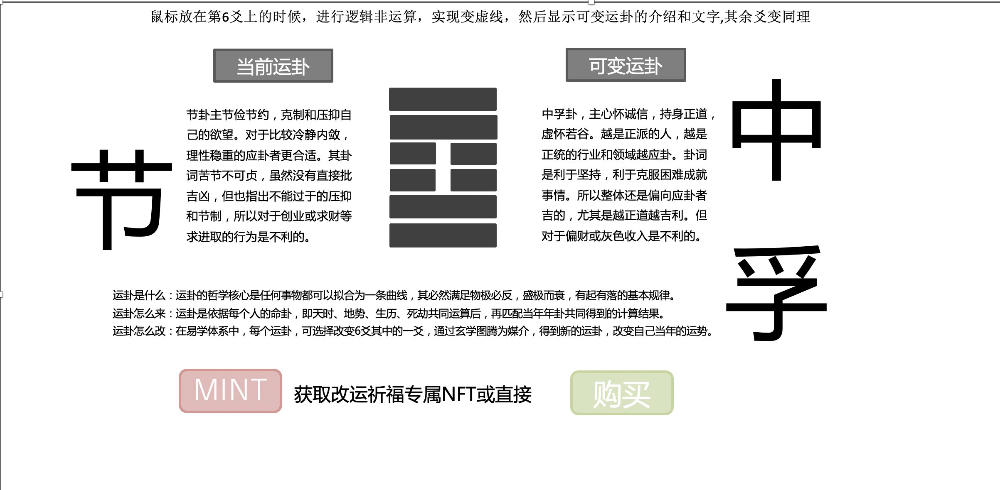 鼠标放在第6爻上的时候，进行逻辑非运算，实现变虚线，然后显示可变运卦的介绍和文字,其余爻变同理
当前运卦
节
节卦主节俭节约，克制和压抑自
己的欲望。对于比较冷静内敛，
理性稳重的应卦者更合适。其卦
词苦节不可贞，虽然没有直接批
吉凶，但也指出不能过于的压抑
和节制，所以对于创业或求财等
求进取的行为是不利的。
可变运卦
中孚卦，主心怀诚信，持身正道，
虚怀若谷。越是正派的人，越是
正统的行业和领域越应卦。卦词
是利于坚持，利于克服困难成就
事情。所以整体还是偏向应卦者
吉的，尤其是越正道越吉利。但
对于偏财或灰色收入是不利的。
中
孚
运卦是什么：运卦的哲学核心是任何事物都可以拟合为一条曲线，其必然满足物极必反，盛极而衰，有起有落的基本规律。
运卦怎么来：运卦是依据每个人的命卦，即天时、地势、生历、死劫共同运算后，再匹配当年年卦共同得到的计算结果。
运卦怎么改：在易学体系中，每个运卦，可选择改变6爻其中的一爻，通过玄学图腾为媒介，得到新的运卦，改变自己当年的运势。
MINT
获取改运祈福专属NFT或直接
购买